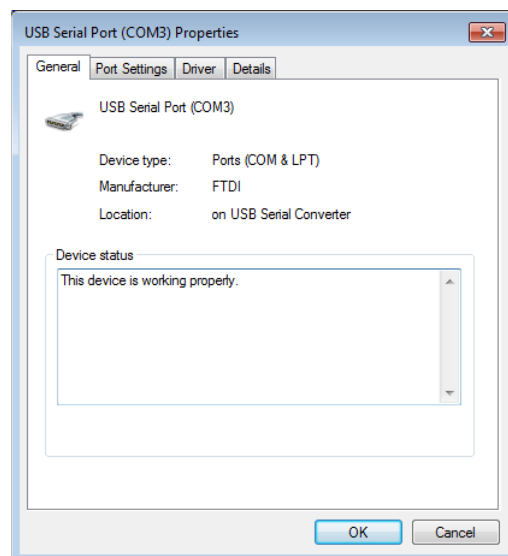 USB Serial Port (COM3) Properties
General Port Settings Driver Details
USB Serial Port (COM3)
Device type: Ports (COM & LPT)
Manufacturer: FTDI
Location: on USB Serial Converter
Device status
This device is working properly.
OK Cancel